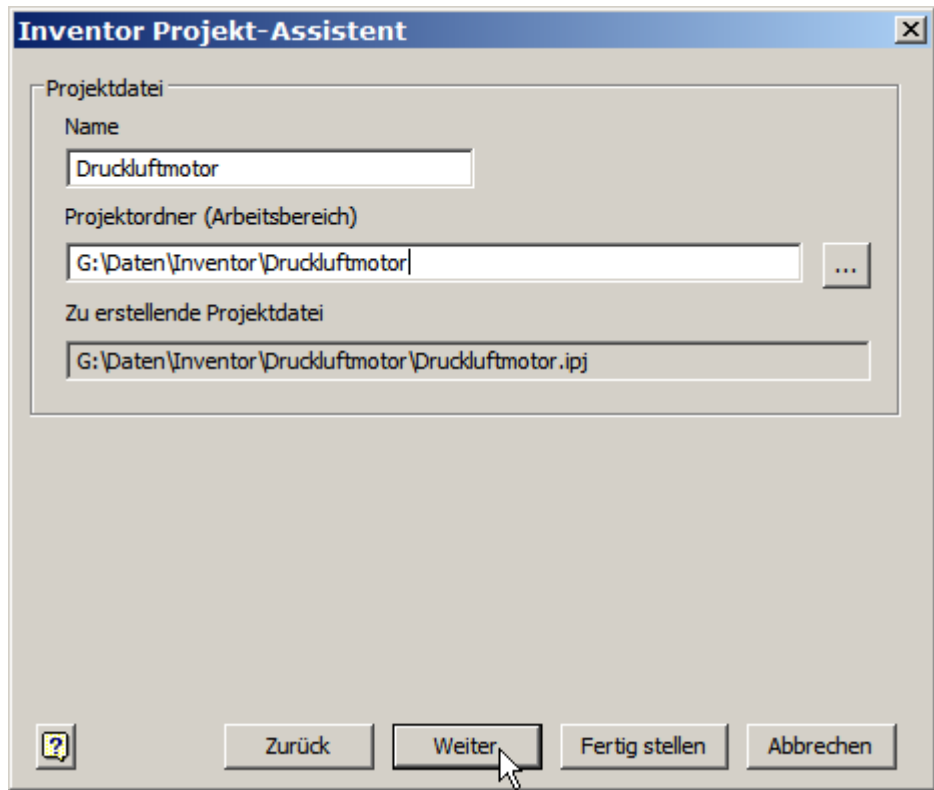 Inventor Projekt-Assistent
Projektdatei
Name
Druckluftmotor
Projektordner (Arbeitsbereich)
G:\Daten\Inventor\Druckluftmotor
...
Zu erstellende Projektdatei
G:\Daten\Inventor\Druckluftmotor\Druckluftmotor.ipj
Zurück Weiter Fertig stellen Abbrechen